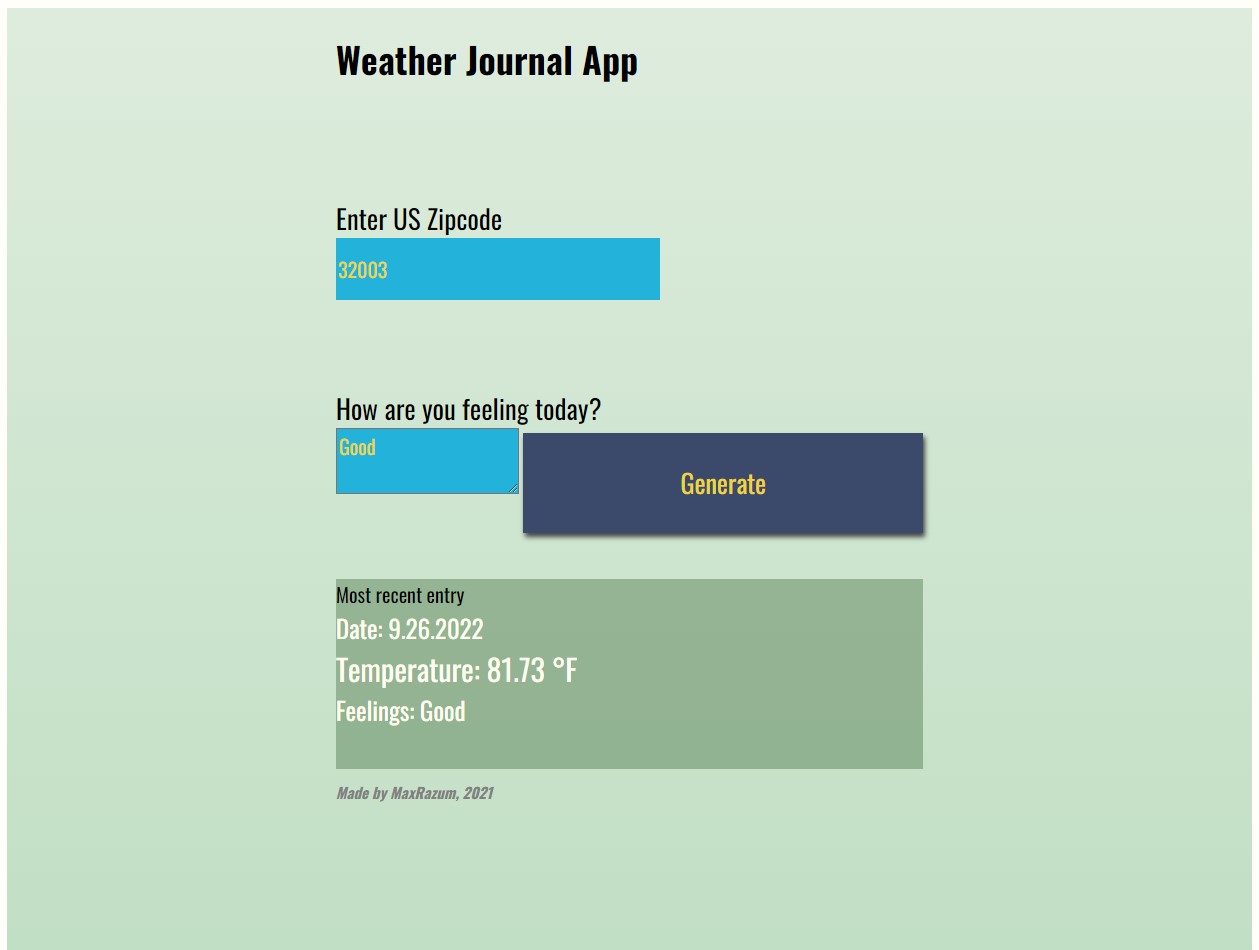 Weather Journal App
Enter US Zipcode
32003
How are you feeling today?
Good
Generate
Most recent entry
Date: 9.26.2022
Temperature: 81.73 °F
Feelings: Good
Made by MaxRazum, 2021